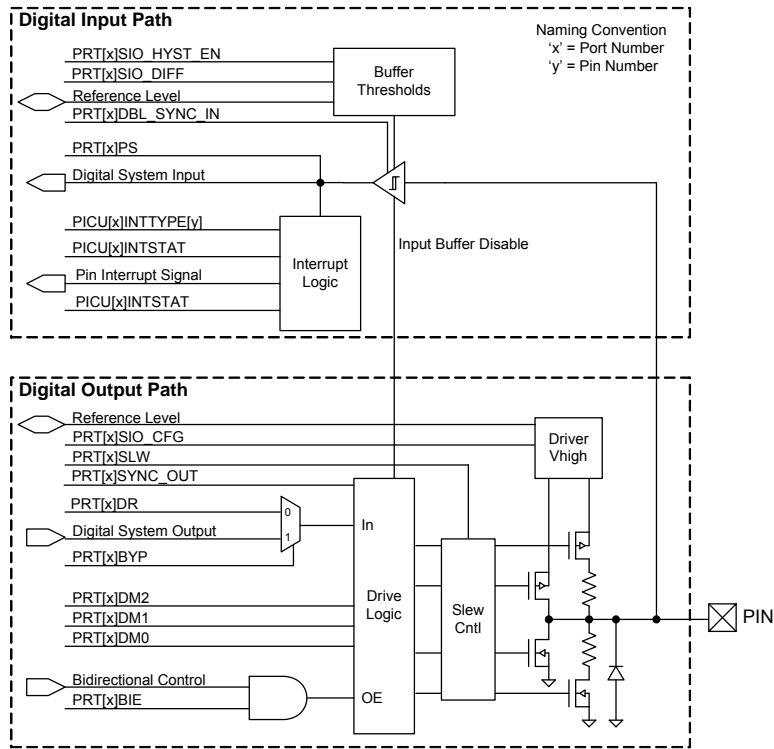 Digital Input Path
Naming Convention
'x' = Port Number
'y' = Pin Number
PRT[x]SIO_HYST_EN
PRT[x]SIO_DIFF
Reference Level
PRT[x]DBL_SYNC_IN
Buffer
Thresholds
PRT[x]PS
Digital System Input
PICU[x]INTTYPE[y]
PICU[x]INTSTAT
Pin Interrupt Signal
PICU[x]INTSTAT
Interrupt
Logic
Input Buffer Disable
Digital Output Path
Reference Level
PRT[x]SIO_CFG
PRT[x]SLW
PRT[x]SYNC_OUT
Driver
Vhigh
PRT[x]DR
Digital System Output
PRT[x]BYP
0
1
In
PRT[x]DM2
PRT[x]DM1
PRT[x]DM0
Drive
Logic
Slew
Cntl
PIN
Bidirectional Control
PRT[x]BIE
OE